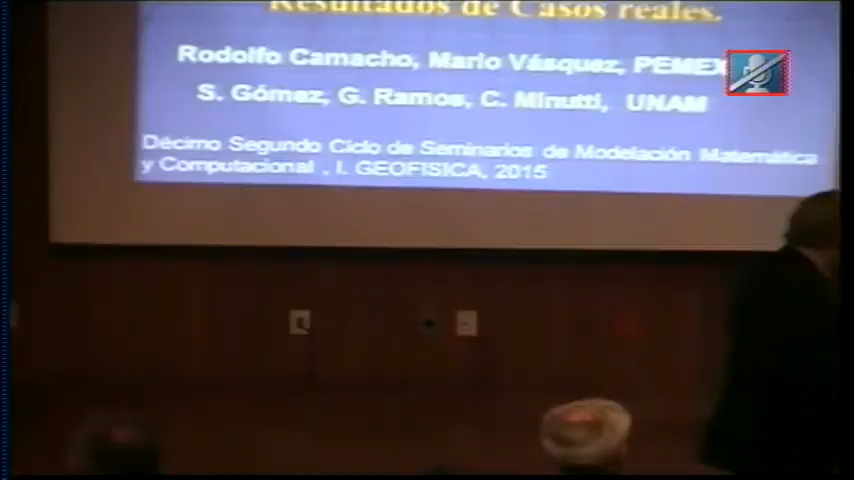 Resultados de Casos reales.
Rodolfo Camacho, Mario Vásquez, PEMEX
S. Gómez, G. Ramos, C. Minutti, UNAM
Décimo Segundo Ciclo de Seminarios de Modelación Matemática
y Computacional , I. GEOFISICA, 2015